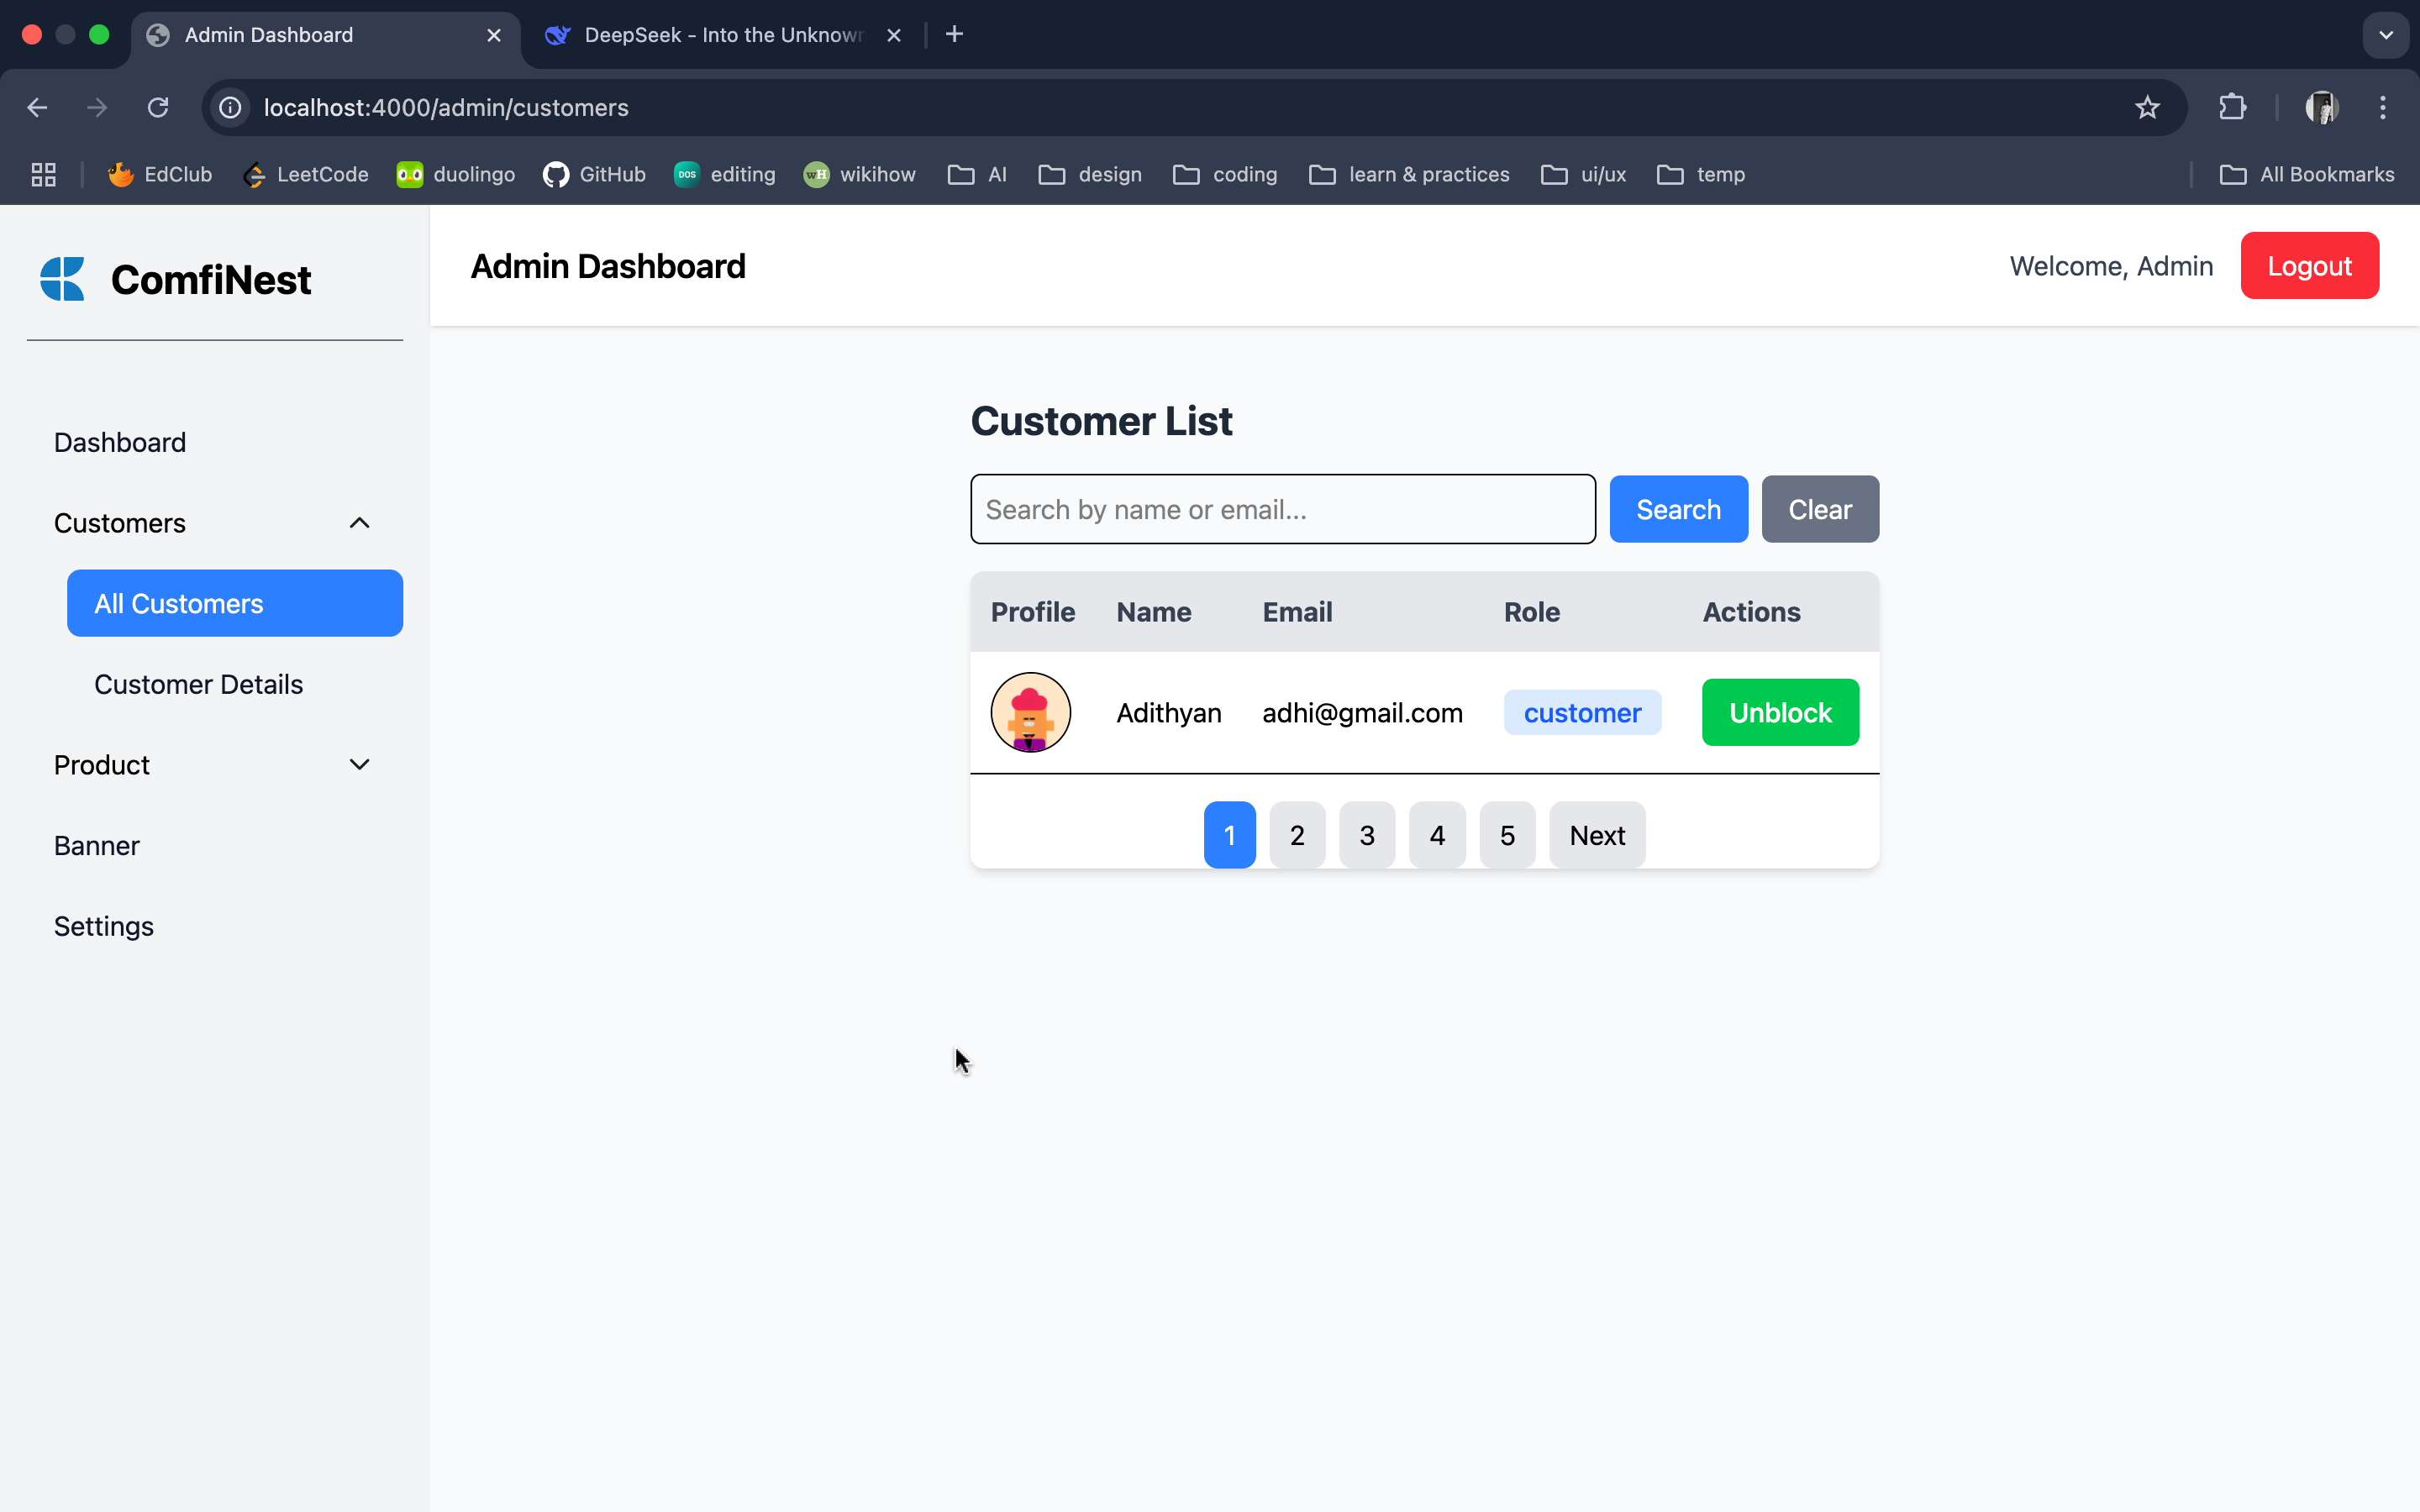 Admin Dashboard
DeepSeek - Into the Unknown
localhost:4000/admin/customers
EdClub
LeetCode
duolingo
GitHub
DOS
editing
wH
wikihow
AI
design
coding
learn & practices
ui/ux
temp
All Bookmarks
ComfiNest
Dashboard
Customers
All Customers
Customer Details
Product
Banner
Settings
Admin Dashboard
Welcome, Admin
Logout
Customer List
Search by name or email...
Search
Clear
Profile Name Email Role Actions
Adithyan adhi@gmail.com customer Unblock
1 2 3 4 5 Next